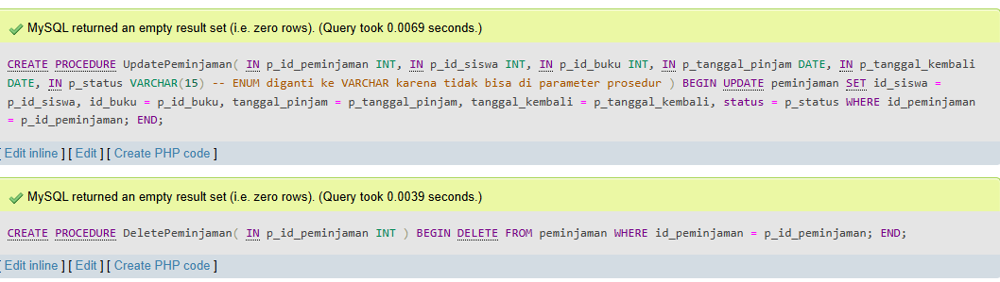 MySQL returned an empty result set (i.e. zero rows). (Query took 0.0069 seconds.)
CREATE PROCEDURE UpdatePeminjaman( IN p_id_peminjaman INT, IN p_id_siswa INT, IN p_id_buku INT, IN p_tanggal_pinjam DATE, IN p_tanggal_kembali
DATE, IN p_status VARCHAR(15) -- ENUM diganti ke VARCHAR karena tidak bisa di parameter prosedur ) BEGIN UPDATE peminjaman SET id_siswa =
p_id_siswa, id_buku = p_id_buku, tanggal_pinjam = p_tanggal_pinjam, tanggal_kembali = p_tanggal_kembali, status = p_status WHERE id_peminjaman
= p_id_peminjaman; END;
[ Edit inline ] [ Edit ] [ Create PHP code ]
MySQL returned an empty result set (i.e. zero rows). (Query took 0.0039 seconds.)
CREATE PROCEDURE DeletePeminjaman( IN p_id_peminjaman INT ) BEGIN DELETE FROM peminjaman WHERE id_peminjaman = p_id_peminjaman; END;
[ Edit inline ] [ Edit ] [ Create PHP code ]